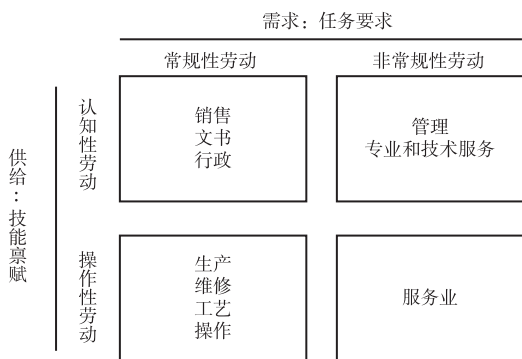 需求：任务要求
常规性劳动
非常规性劳动
供给：技能禀赋
认知性劳动
销售
文书
行政
管理
专业和技术服务
操作性劳动
生产
维修
工艺
操作
服务业